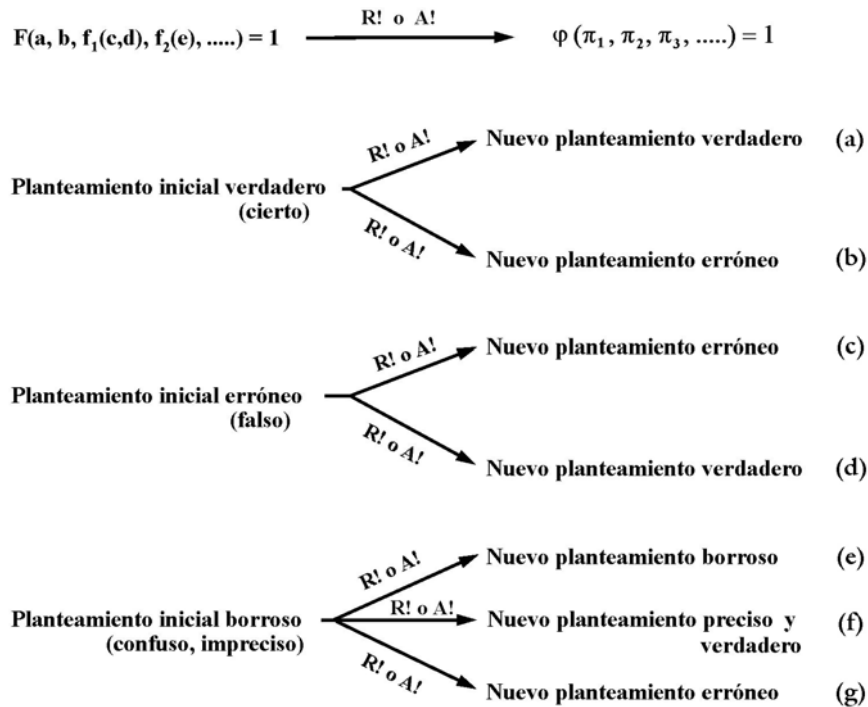 F(a, b, f₁(c,d), f₂(e), .....) = 1 R! o A! φ (π₁ , π₂ , π₃ , .....) = 1
R! o A! Nuevo planteamiento verdadero (a)
Planteamiento inicial verdadero
(cierto)
R! o A! Nuevo planteamiento erróneo (b)
R! o A! Nuevo planteamiento erróneo (c)
Planteamiento inicial erróneo
(falso)
R! o A! Nuevo planteamiento verdadero (d)
R! o A! Nuevo planteamiento borroso (e)
Planteamiento inicial borroso R! o A! Nuevo planteamiento preciso y (f)
(confuso, impreciso) verdadero
R! o A! Nuevo planteamiento erróneo (g)